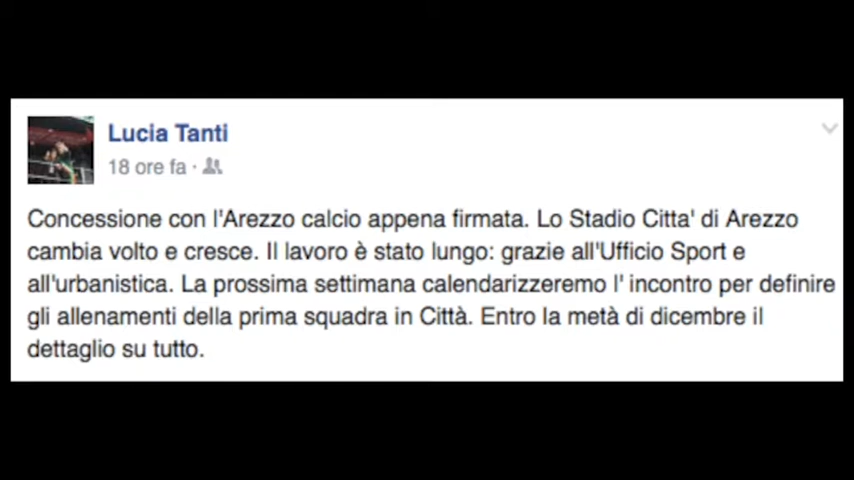 Lucia Tanti
18 ore fa ·
Concessione con l'Arezzo calcio appena firmata. Lo Stadio Citta' di Arezzo
cambia volto e cresce. Il lavoro è stato lungo: grazie all'Ufficio Sport e
all'urbanistica. La prossima settimana calendarizzeremo l' incontro per definire
gli allenamenti della prima squadra in Città. Entro la metà di dicembre il
dettaglio su tutto.